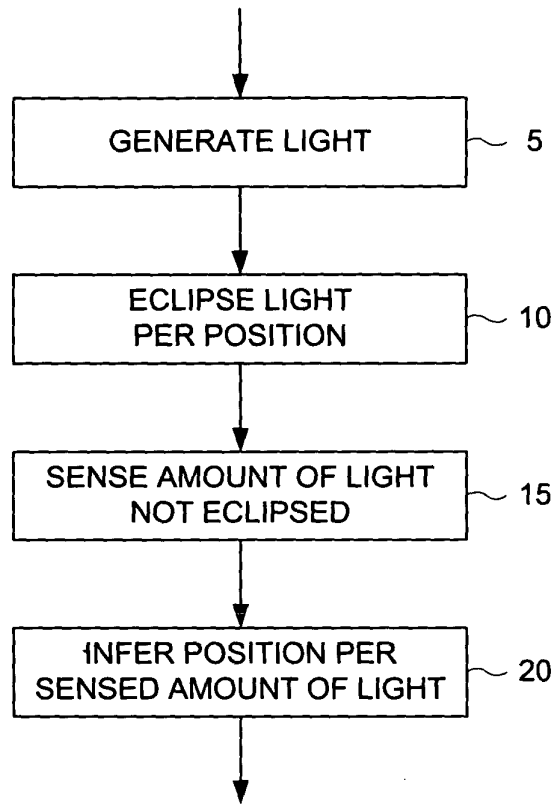 GENERATE LIGHT
5
ECLIPSE LIGHT
PER POSITION
10
SENSE AMOUNT OF LIGHT
NOT ECLIPSED
15
INFER POSITION PER
SENSED AMOUNT OF LIGHT
20